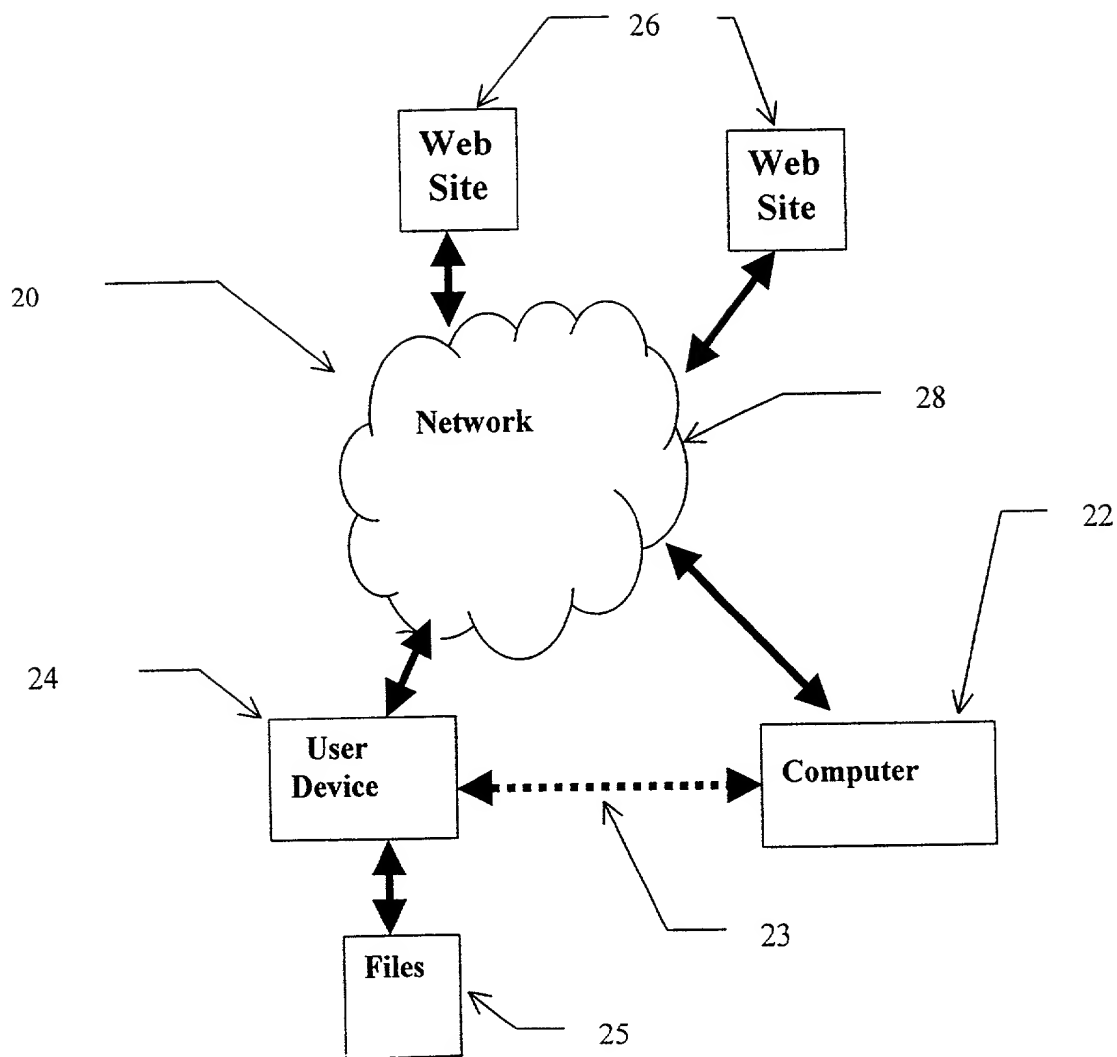 26
Web
Site
Web
Site
20
Network
28
22
24
User
Device
Computer
23
Files
25